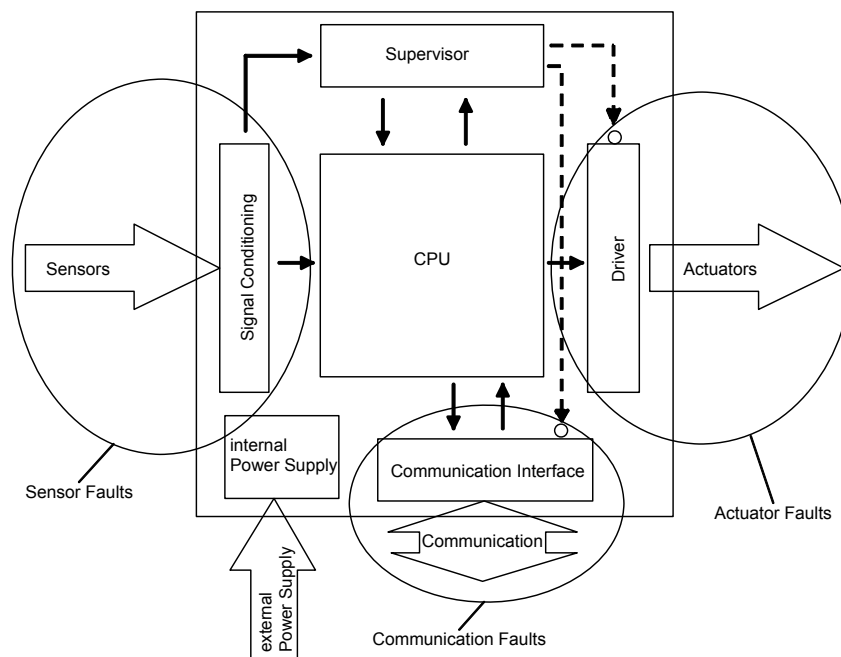 Supervisor
Sensors
Signal Conditioning
CPU
Driver
Actuators
internal
Power Supply
Communication Interface
Communication
Sensor Faults
Actuator Faults
external
Power Supply
Communication Faults